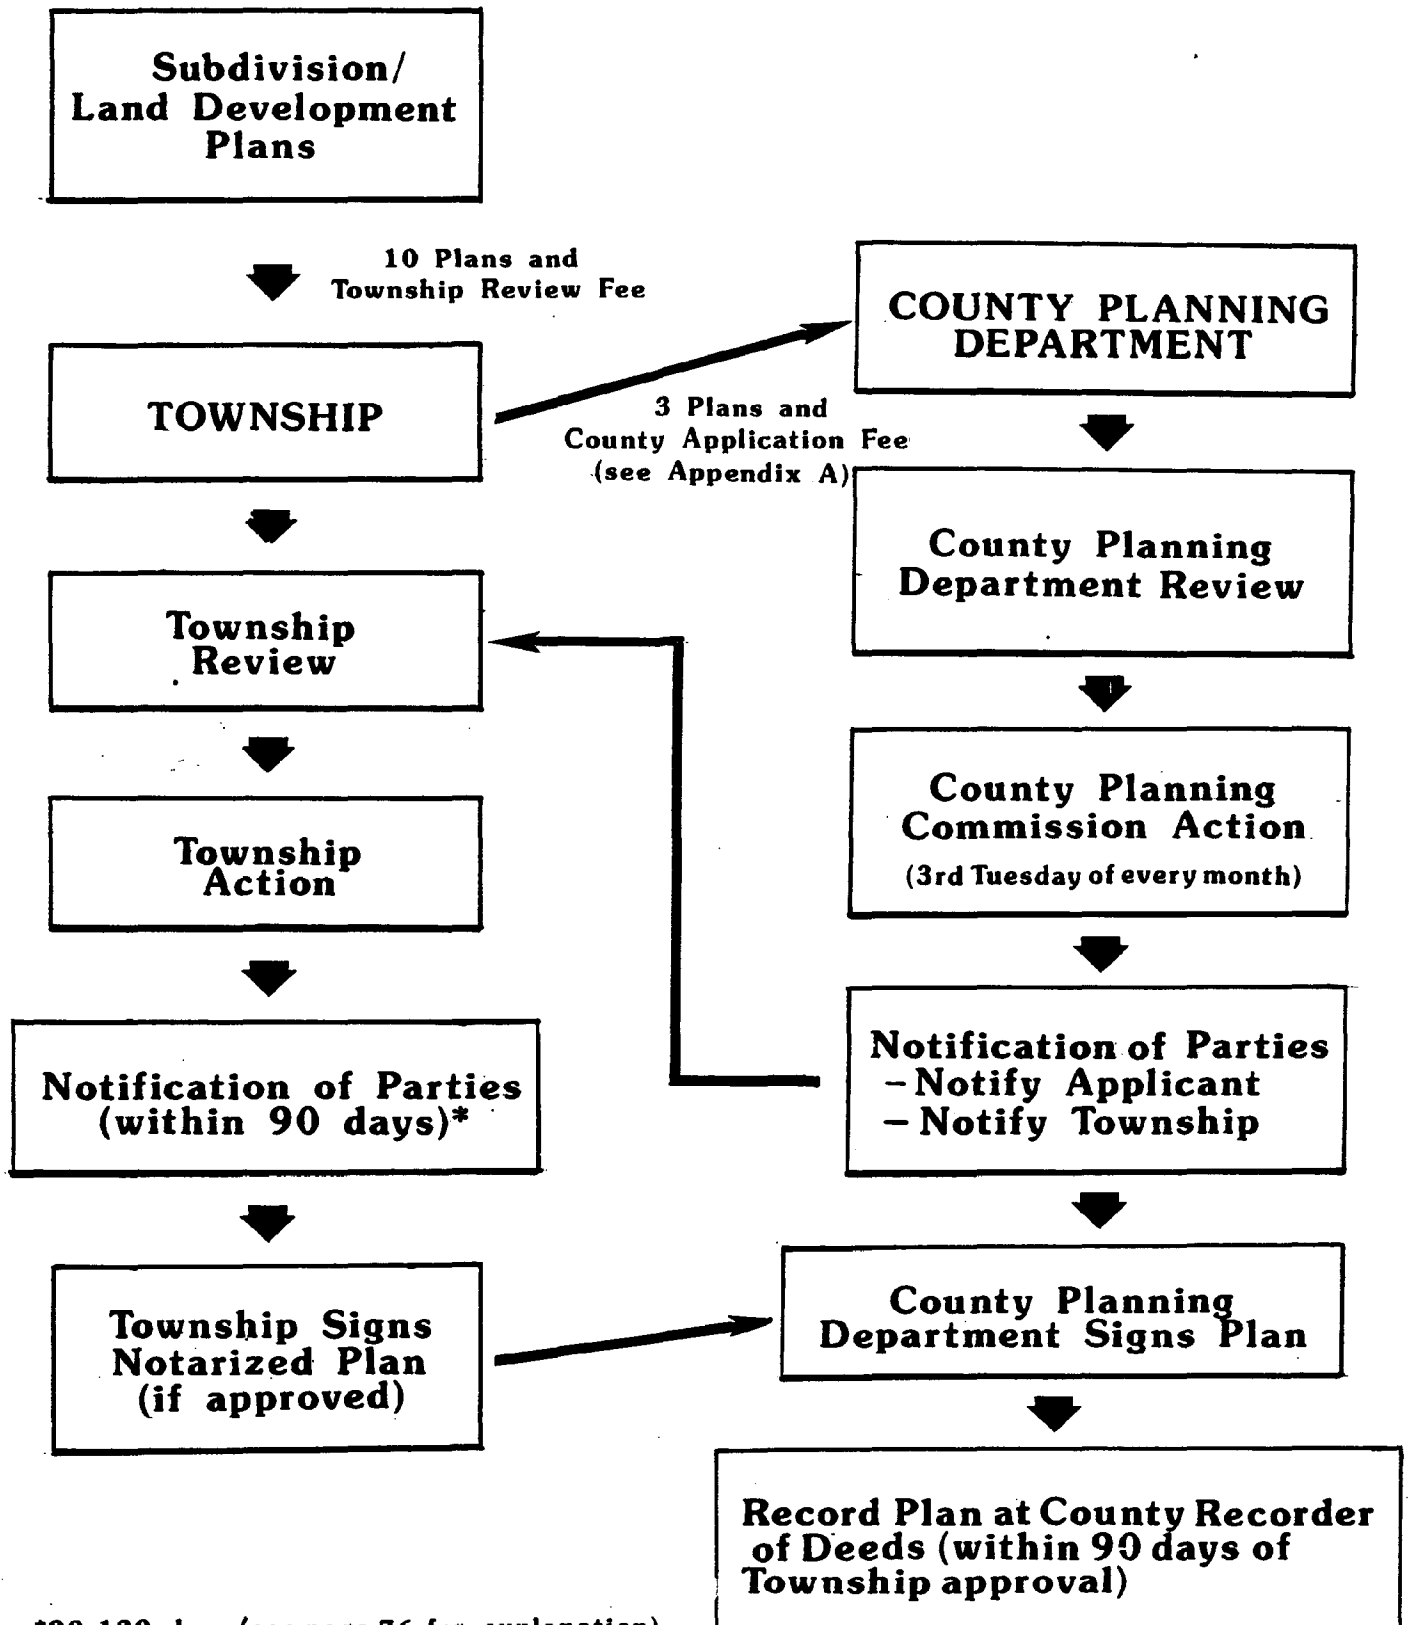 Subdivision/
Land Development
Plans
10 Plans and
Township Review Fee
TOWNSHIP
3 Plans and
County Application Fee
(see Appendix A)
COUNTY PLANNING
DEPARTMENT
Township
Review
County Planning
Department Review
Township
Action
County Planning
Commission Action
(3rd Tuesday of every month)
Notification of Parties
(within 90 days)*
Notification of Parties
– Notify Applicant
– Notify Township
Township Signs
Notarized Plan
(if approved)
County Planning
Department Signs Plan
Record Plan at County Recorder
of Deeds (within 90 days of
Township approval)